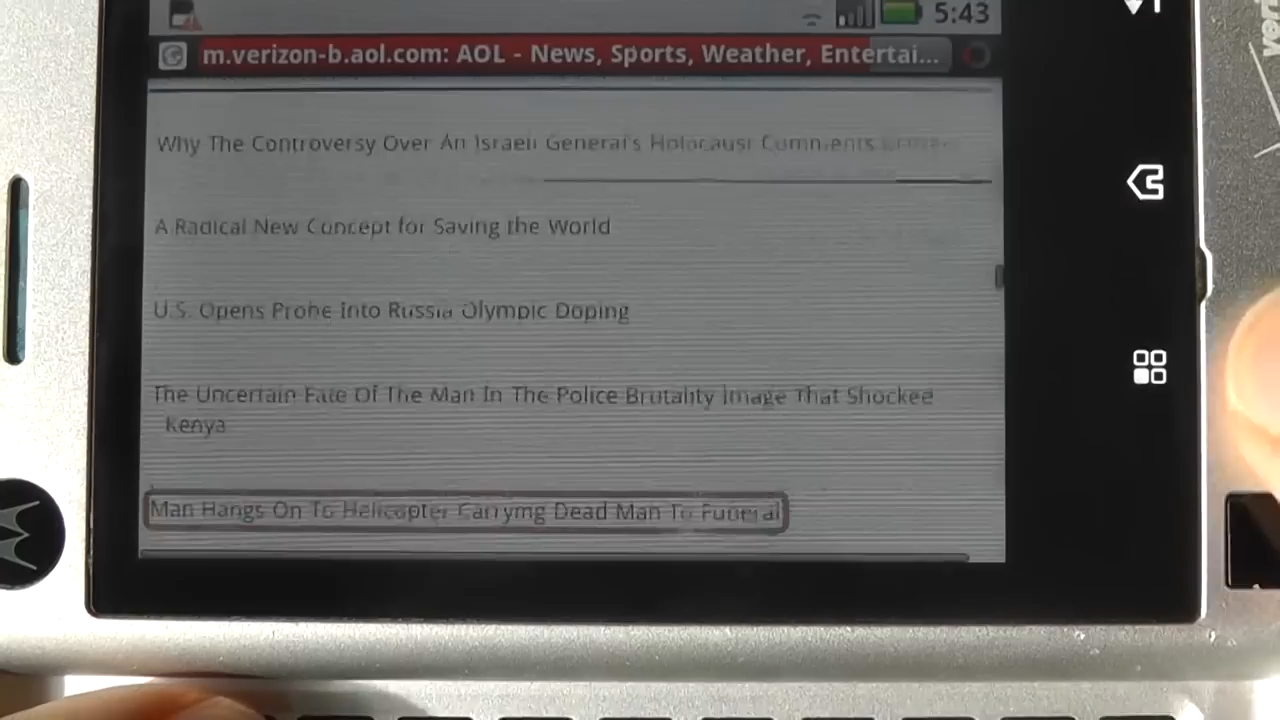 5:43
m.verizon-b.aol.com: AOL - News, Sports, Weather, Entertai...
Why The Controversy Over An Israeli General's Holocaust Comments
A Radical New Concept for Saving the World
U.S. Opens Probe Into Russia Olympic Doping
The Uncertain Fate Of The Man In The Police Brutality Image That Shocked
Kenya
Man Hangs On To Helicopter Carrying Dead Man To Funeral